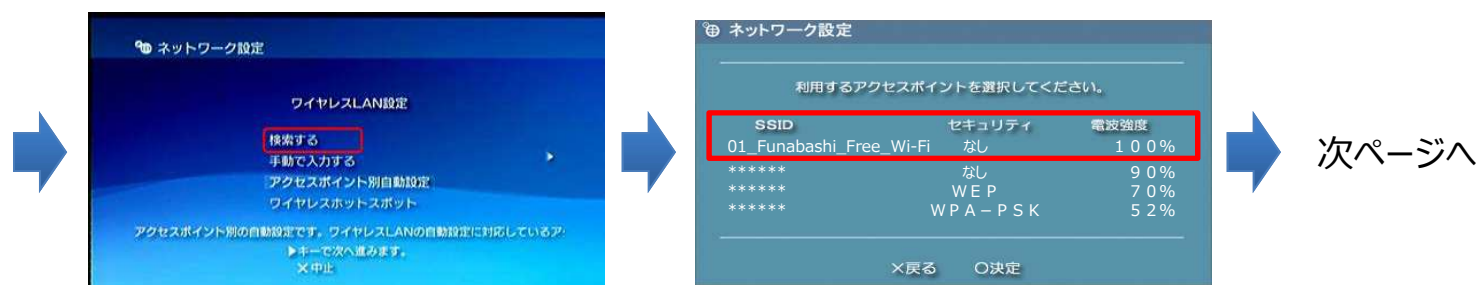 ネットワーク設定
ワイヤレスLAN設定
検索する
手動で入力する
アクセスポイント別自動設定
ワイヤレスホットスポット
アクセスポイント別の自動設定です。ワイヤレスLANの自動設定に対応しているア
▶キーで次へ進みます。
✕中止
ネットワーク設定
利用するアクセスポイントを選択してください。
SSID セキュリティ 電波強度
01_Funabashi_Free_Wi-Fi なし 100%
****** なし 90%
****** WEP 70%
****** WPA−PSK 52%
✕戻る ○決定
次ページへ